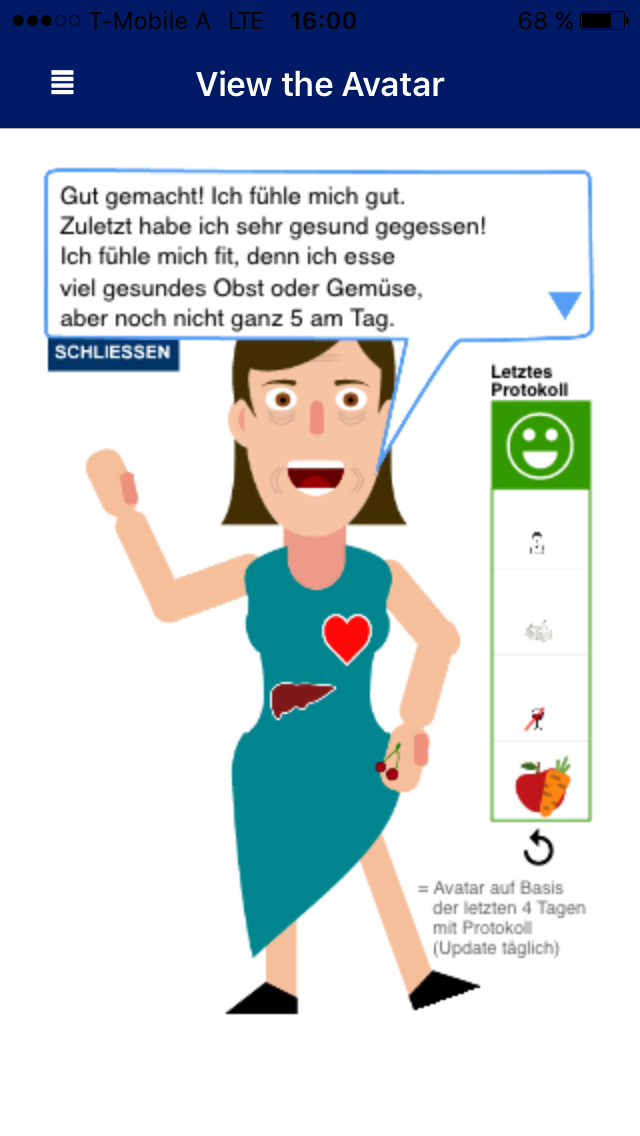 T-Mobile A LTE 16:00 68 %
View the Avatar
Gut gemacht! Ich fühle mich gut.
Zuletzt habe ich sehr gesund gegessen!
Ich fühle mich fit, denn ich esse
viel gesundes Obst oder Gemüse,
aber noch nicht ganz 5 am Tag.
SCHLIESSEN
Letztes
Protokoll
= Avatar auf Basis
der letzten 4 Tagen
mit Protokoll
(Update täglich)